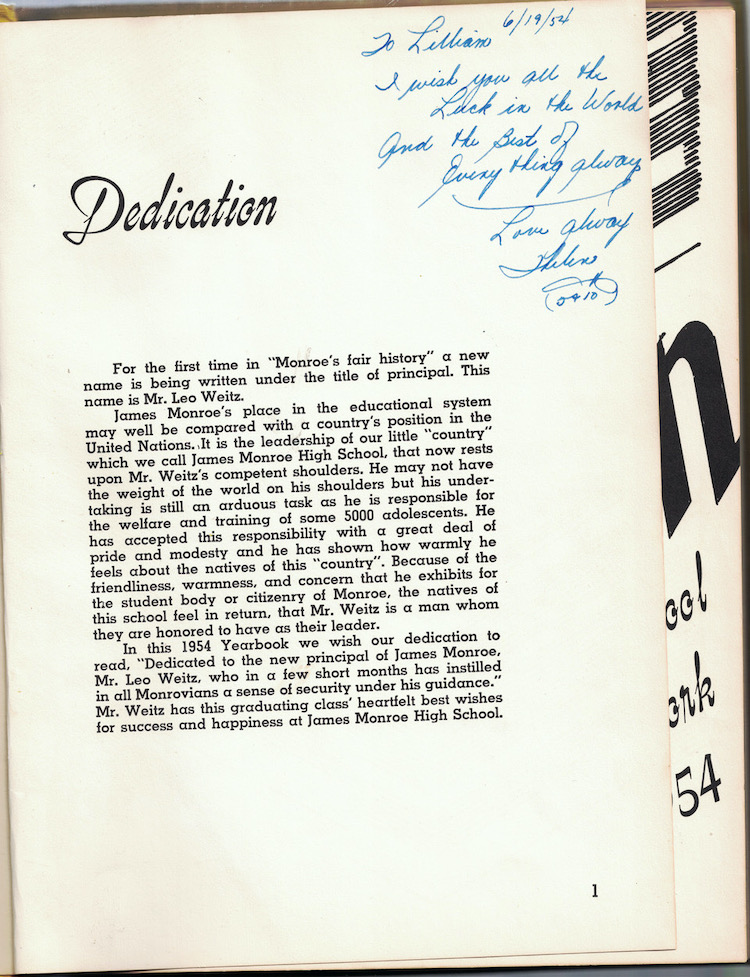 6/19/54
To Lillian
I wish you all the
Luck in the World
And the Best of
Every thing alway
Love alway
Dedication
For the first time in "Monroe's fair history" a new
name is being written under the title of principal. This
name is Mr. Leo Weitz.
James Monroe's place in the educational system
may well be compared with a country's position in the
United Nations. It is the leadership of our little "country"
which we call James Monroe High School, that now rests
upon Mr. Weitz's competent shoulders. He may not have
the weight of the world on his shoulders but his under-
taking is still an arduous task as he is responsible for
the welfare and training of some 5000 adolescents. He
has accepted this responsibility with a great deal of
pride and modesty and he has shown how warmly he
feels about the natives of this "country". Because of the
friendliness, warmness, and concern that he exhibits for
the student body or citizenry of Monroe, the natives of
this school feel in return, that Mr. Weitz is a man whom
they are honored to have as their leader.
In this 1954 Yearbook we wish our dedication to
read, "Dedicated to the new principal of James Monroe,
Mr. Leo Weitz, who in a few short months has instilled
in all Monrovians a sense of security under his guidance."
Mr. Weitz has this graduating class' heartfelt best wishes
for success and happiness at James Monroe High School.
1
n
ool
ork
54